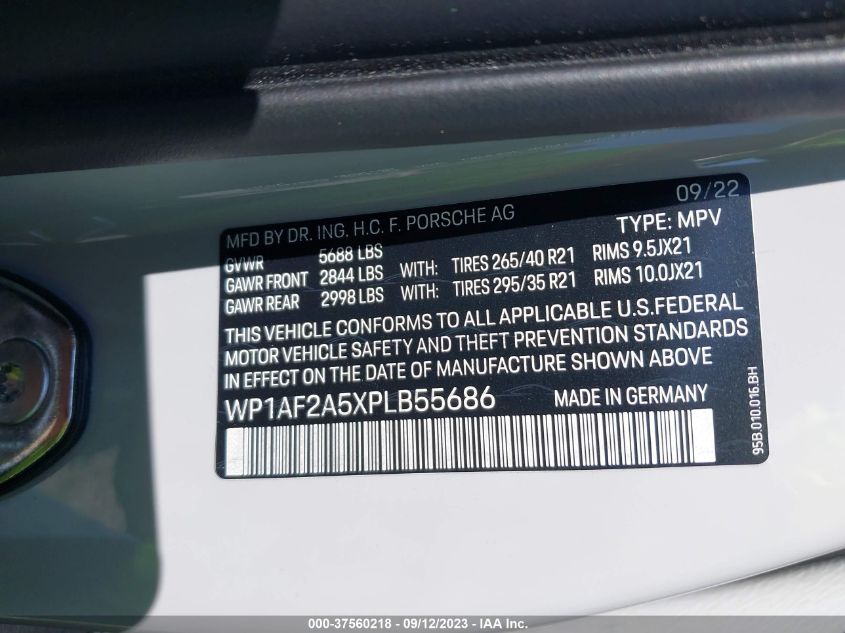 09/22
MFD BY DR. ING. H.C. F. PORSCHE AG
TYPE: MPV
GVWR 5688 LBS
GAWR FRONT 2844 LBS WITH: TIRES 265/40 R21 RIMS 9.5JX21
GAWR REAR 2998 LBS WITH: TIRES 295/35 R21 RIMS 10.0JX21
THIS VEHICLE CONFORMS TO ALL APPLICABLE U.S.FEDERAL
MOTOR VEHICLE SAFETY AND THEFT PREVENTION STANDARDS
IN EFFECT ON THE DATE OF MANUFACTURE SHOWN ABOVE
WP1AF2A5XPLB55686 MADE IN GERMANY
95B.010.016.BH
000-37560218 - 09/12/2023 - IAA Inc.